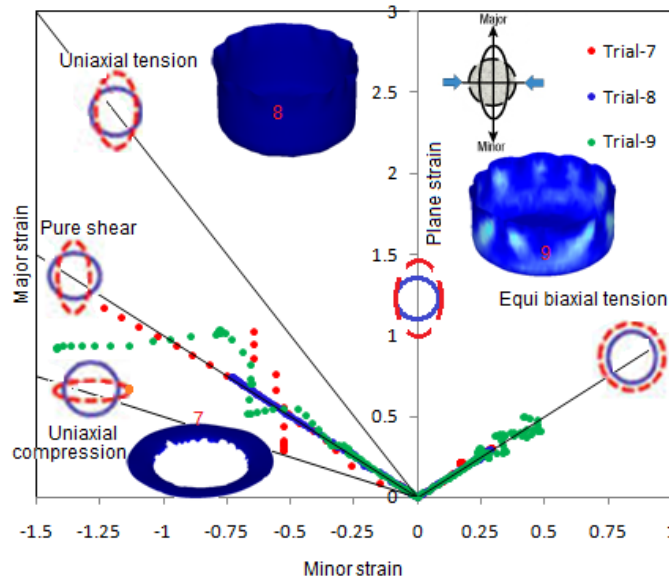 3
Major
Uniaxial tension
Trial-7
2.5
Trial-8
8
Minor
Trial-9
2
Plane strain
Pure shear
1.5
9
Major strain
Equi biaxial tension
1
0.5
7
Uniaxial
compression
0
-1.5 -1.25 -1 -0.75 -0.5 -0.25 0 0.25 0.5 0.75 1
Minor strain